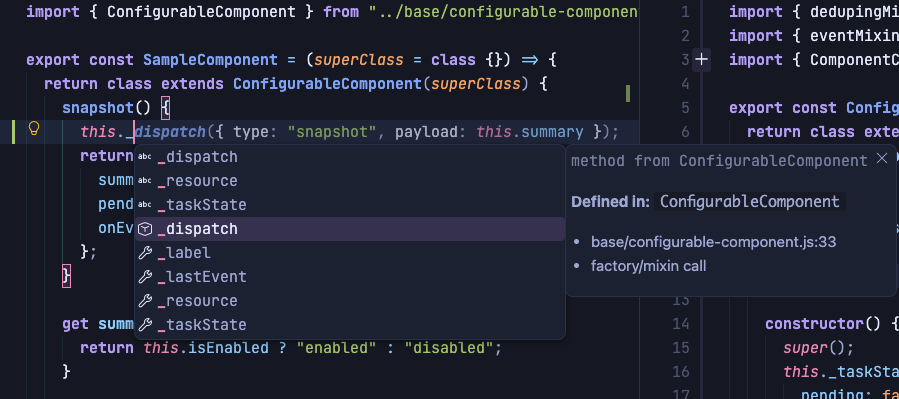 import { ConfigurableComponent } from "../base/configurable-componen
export const SampleComponent = (superClass = class {}) => {
return class extends ConfigurableComponent(superClass) {
snapshot() {
this._dispatch({ type: "snapshot", payload: this.summary });
return
summ
pend
onEv
};
}
get summ
return this.isEnabled ? "enabled" : "disabled";
}
abc _dispatch
abc _resource
abc _taskState
_dispatch
_label
_lastEvent
_resource
_taskState
method from ConfigurableComponent
Defined in: ConfigurableComponent
• base/configurable-component.js:33
• factory/mixin call
1 import { dedupingMi
2 import { eventMixin
3 import { ComponentC
4
5 export const Config
6 return class exte
13
14 constructor() {
15 super();
16 this._taskSta
17 pending: fa